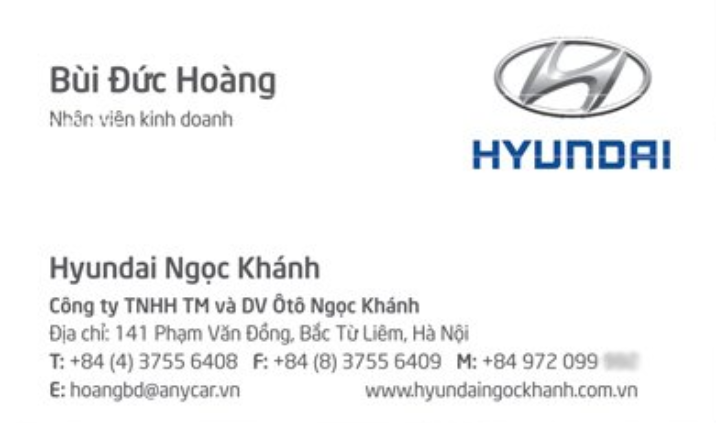 Bùi Đức Hoàng
Nhân viên kinh doanh
HYUNDAI
Hyundai Ngọc Khánh
Công ty TNHH TM và DV Ôtô Ngọc Khánh
Địa chỉ: 141 Phạm Văn Đồng, Bắc Từ Liêm, Hà Nội
T: +84 (4) 3755 6408 F: +84 (8) 3755 6409 M: +84 972 099
E: hoangbd@anycar.vn www.hyundaingockhanh.com.vn